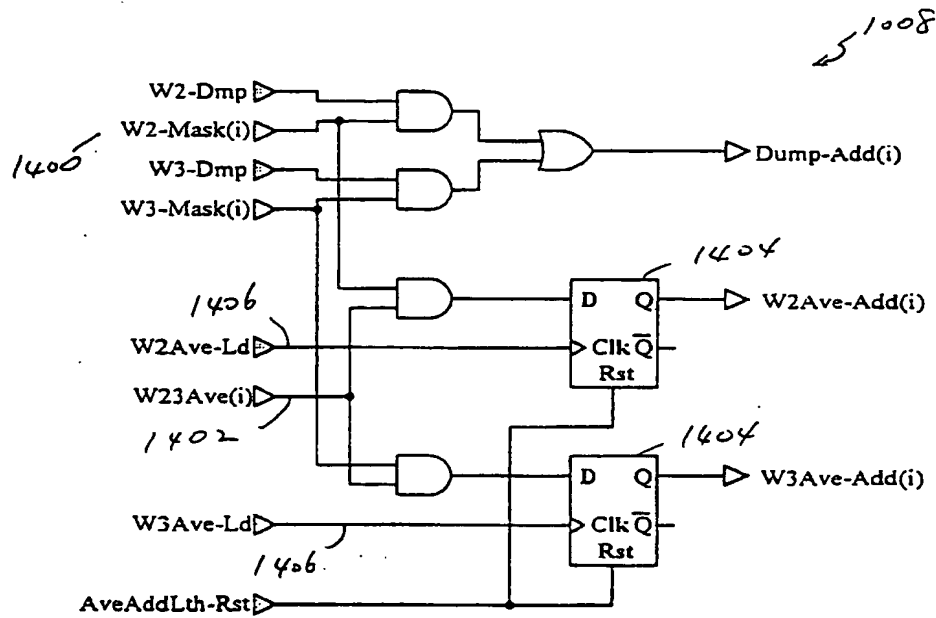 1008
W2-Dmp
W2-Mask(i)
1400
W3-Dmp
W3-Mask(i)
Dump-Add(i)
1404
D Q
W2Ave-Add(i)
1406
W2Ave-Ld
Clk Q̅
Rst
W23Ave(i)
1402
1404
D Q
W3Ave-Add(i)
W3Ave-Ld
Clk Q̅
Rst
1406
AveAddLth-Rst